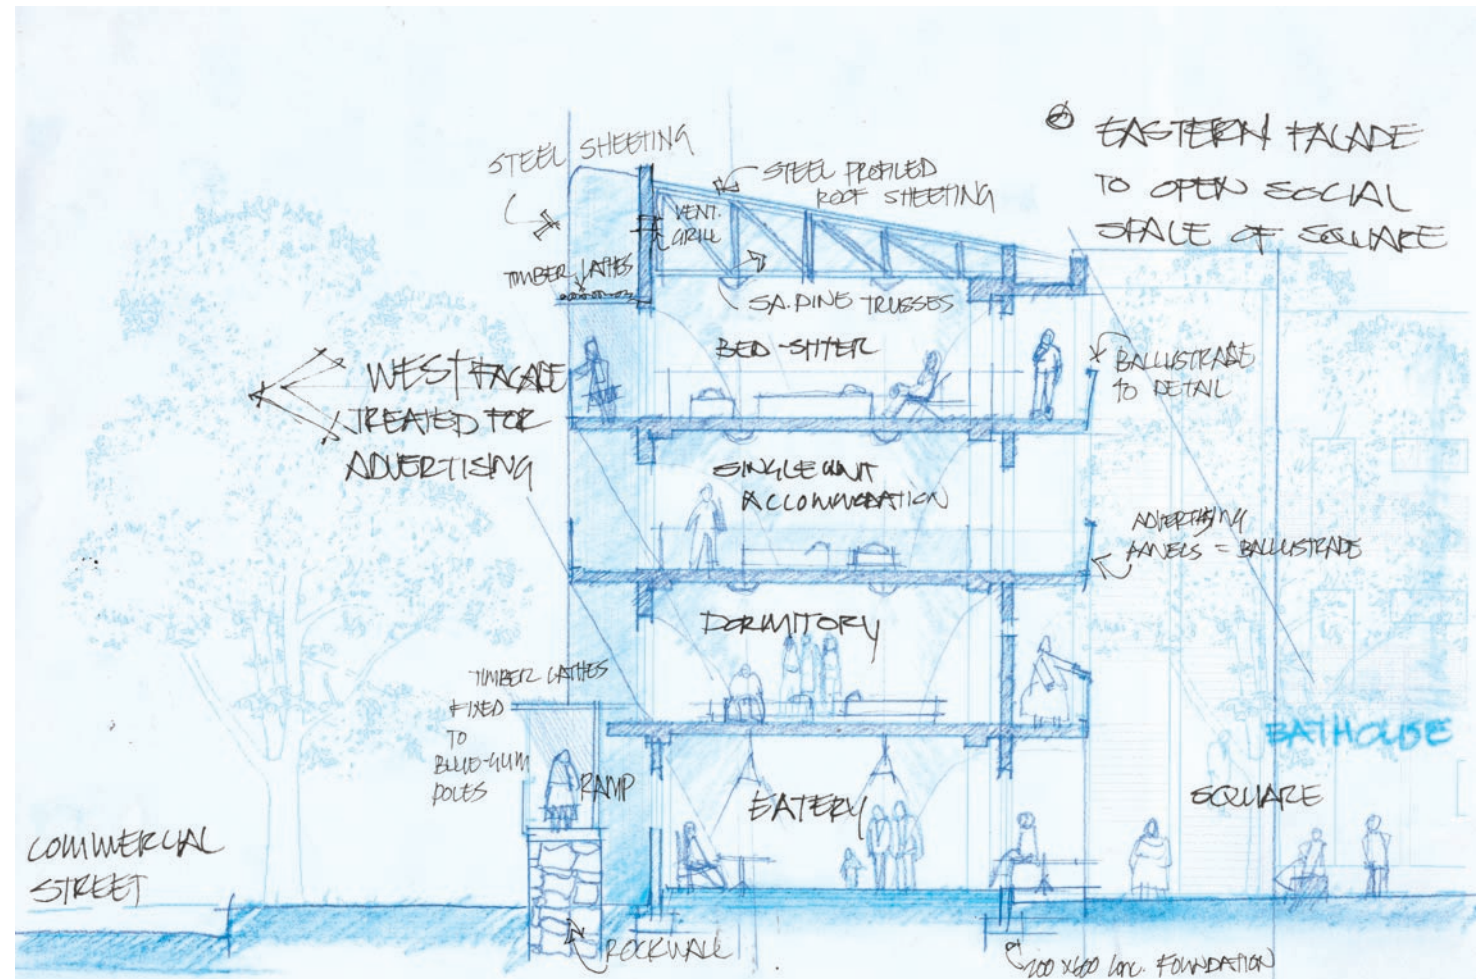 STEEL SHEETING
STEEL PROFILED
ROOF SHEETING
EASTERN FACADE
TO OPEN SOCIAL
SPACE OF SQUARE
VENT.
GRILL
TIMBER LATHES
SA. PINE TRUSSES
BED-SITTER
WEST FACADE
TREATED FOR
ADVERTISING
BALLUSTRADE
TO DETAIL
SINGLE UNIT
ACCOMMODATION
ADVERTISING
PANELS = BALLUSTRADE
DORMITORY
TIMBER LATHES
FIXED
TO
BLUE-GUM
POLES
RAMP
EATERY
BATHOUSE
SQUARE
COMMERCIAL
STREET
ROCKWALL
200 x 600 conc. FOUNDATION